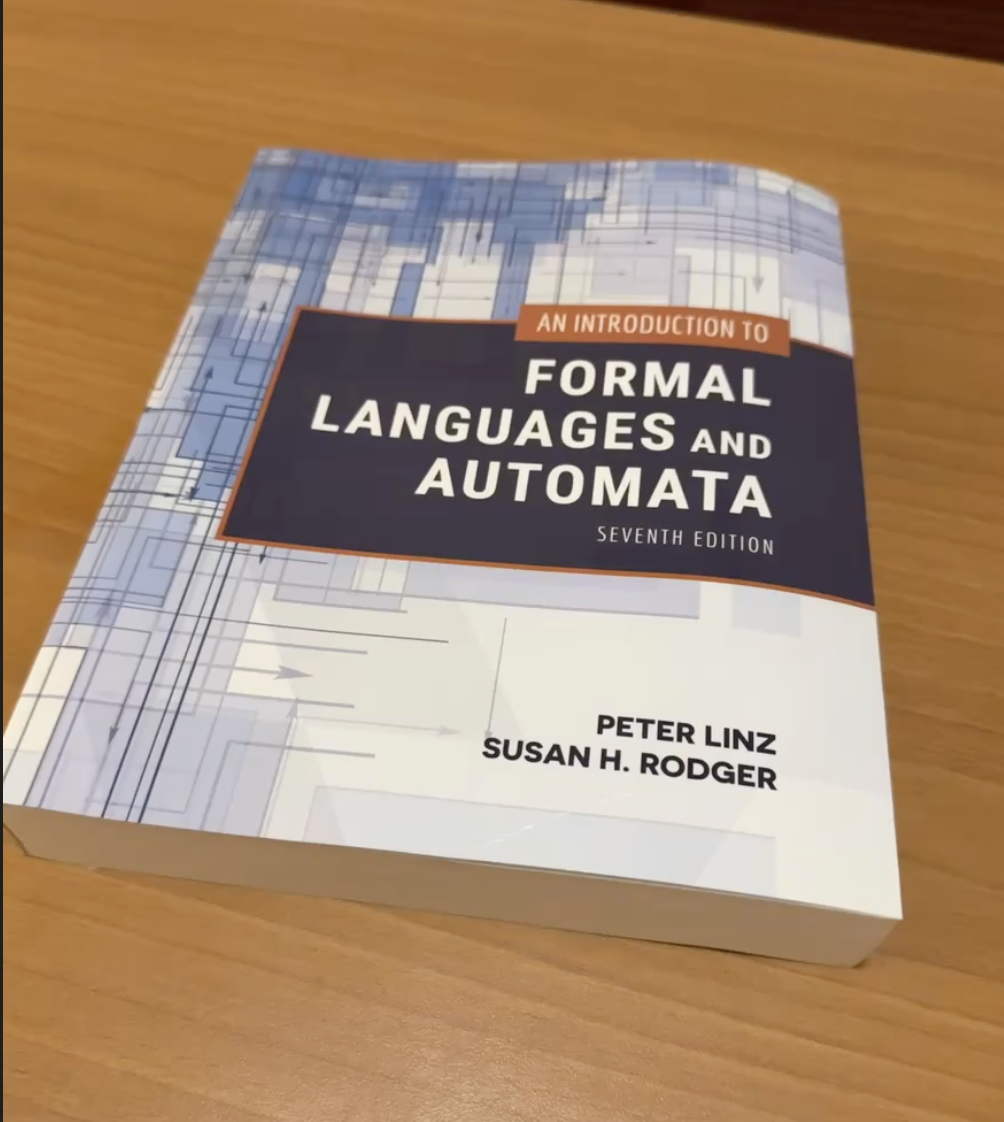 AN INTRODUCTION TO
FORMAL
LANGUAGES AND
AUTOMATA
SEVENTH EDITION
PETER LINZ
SUSAN H. RODGER